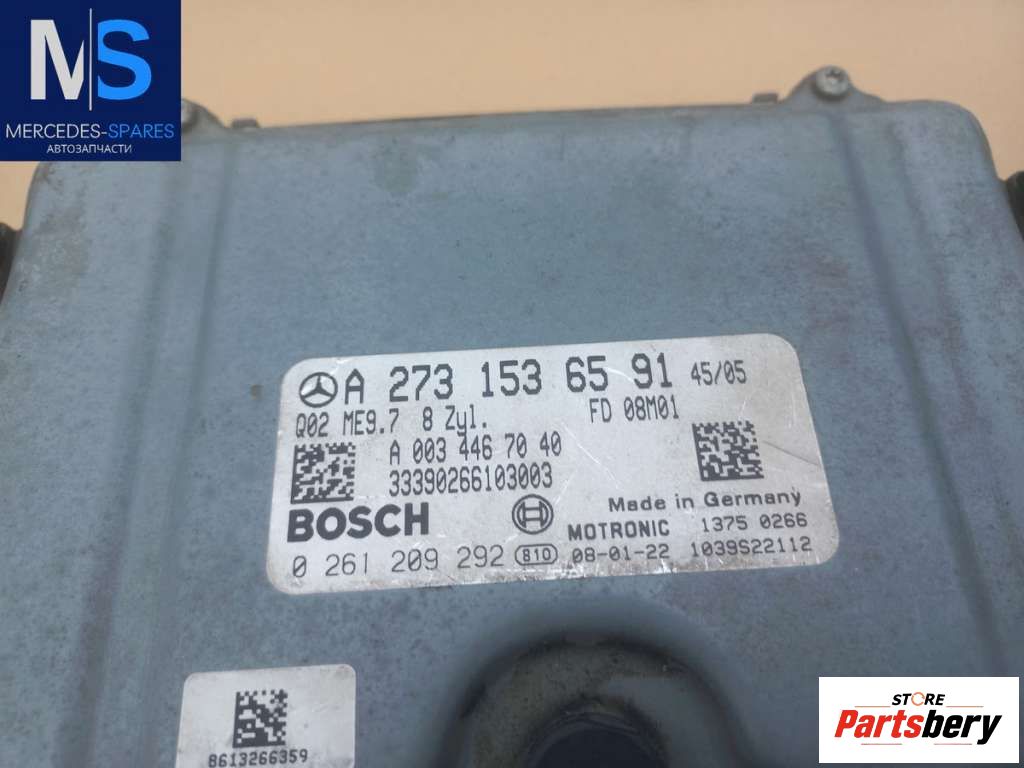 MS
MERCEDES-SPARES
АВТОЗАПЧАСТИ
A 273 153 65 91 45/05
Q02 ME9.7 8 Zyl. FD 08M01
A 003 446 70 40
33390266103003
BOSCH
Made in Germany
MOTRONIC 1375 0266
0 261 209 292 810 08-01-22 1039S22112
8613266359
STORE
Partsbery